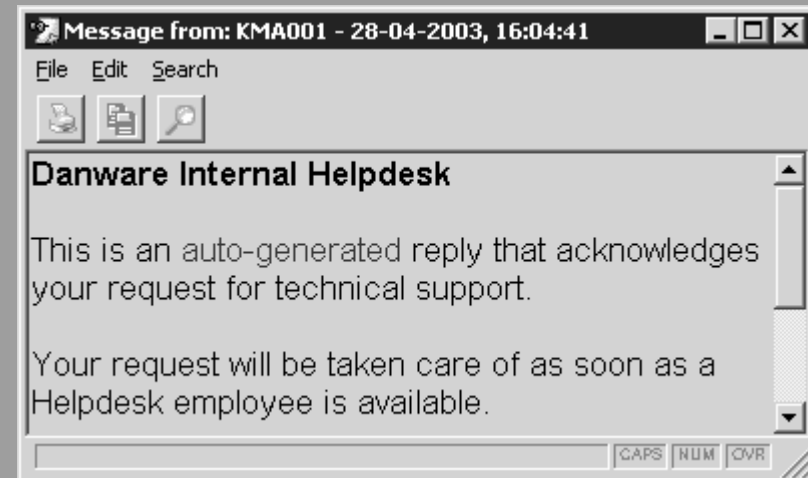 Message from: KMA001 - 28-04-2003, 16:04:41
File Edit Search
Danware Internal Helpdesk
This is an auto-generated reply that acknowledges
your request for technical support.
Your request will be taken care of as soon as a
Helpdesk employee is available.
CAPS NUM OVR